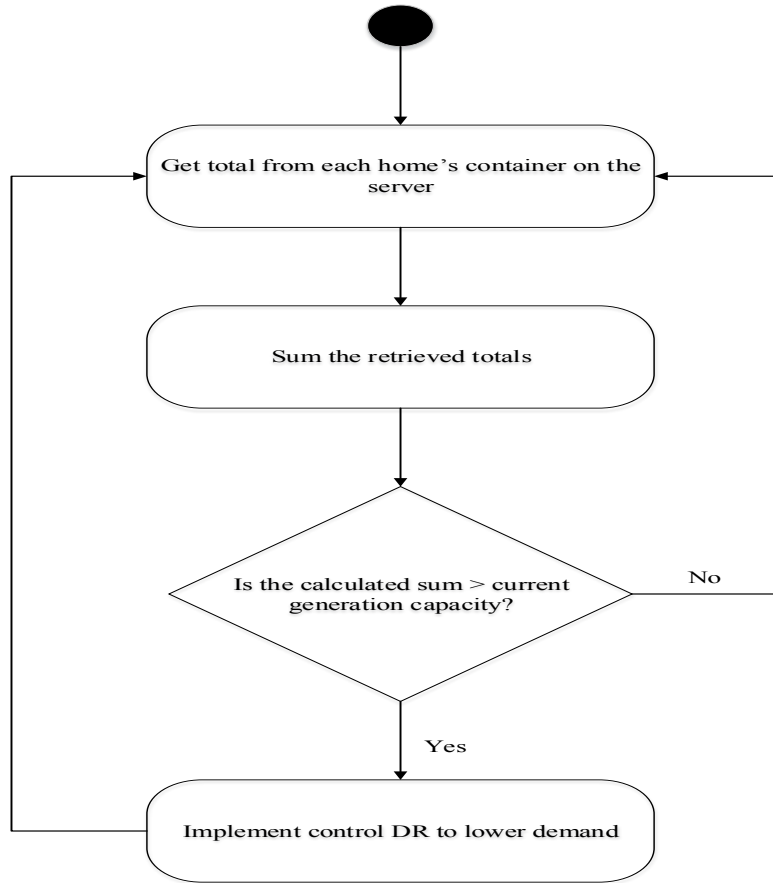 Get total from each home’s container on the
server
Sum the retrieved totals
Is the calculated sum > current
generation capacity?
No
Yes
Implement control DR to lower demand